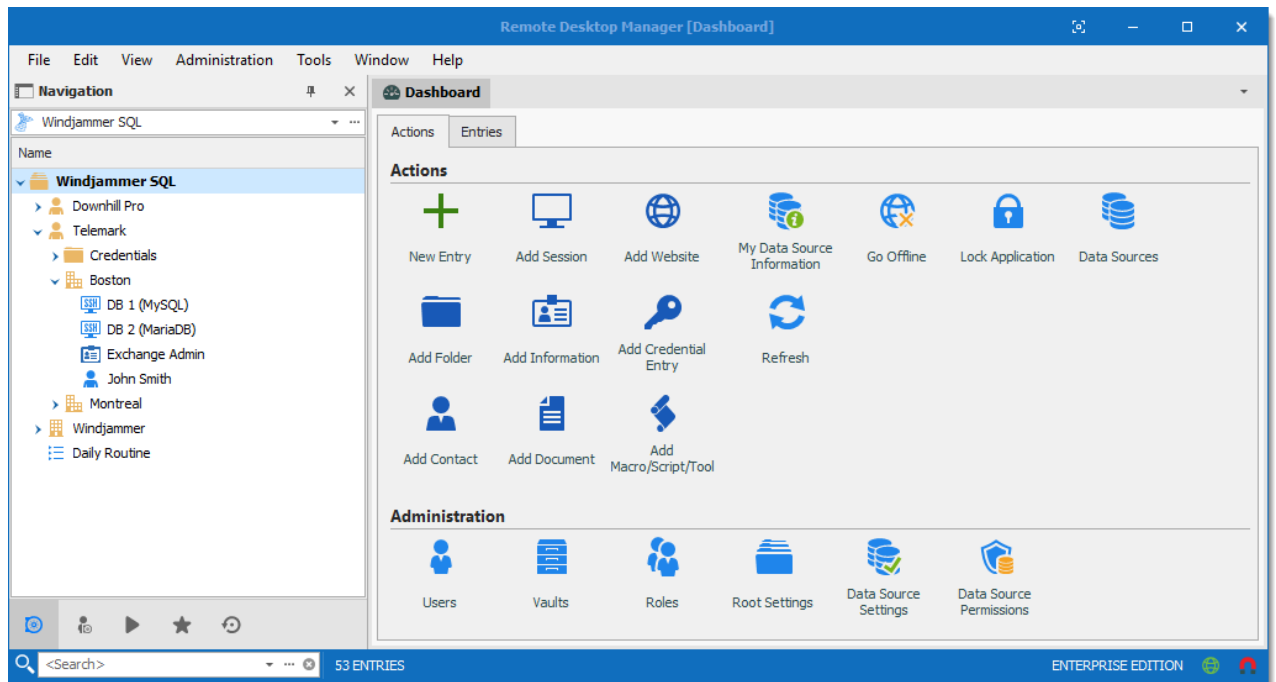 Remote Desktop Manager [Dashboard]
File Edit View Administration Tools Window Help
Navigation
Windjammer SQL
Name
Windjammer SQL
Downhill Pro
Telemark
Credentials
Boston
SSH DB 1 (MySQL)
SSH DB 2 (MariaDB)
Exchange Admin
John Smith
Montreal
Windjammer
Daily Routine
Dashboard
Actions Entries
Actions
New Entry
Add Session
Add Website
My Data Source
Information
Go Offline
Lock Application
Data Sources
Add Folder
Add Information
Add Credential
Entry
Refresh
Add Contact
Add Document
Add
Macro/Script/Tool
Administration
Users
Vaults
Roles
Root Settings
Data Source
Settings
Data Source
Permissions
<Search>
53 ENTRIES
ENTERPRISE EDITION